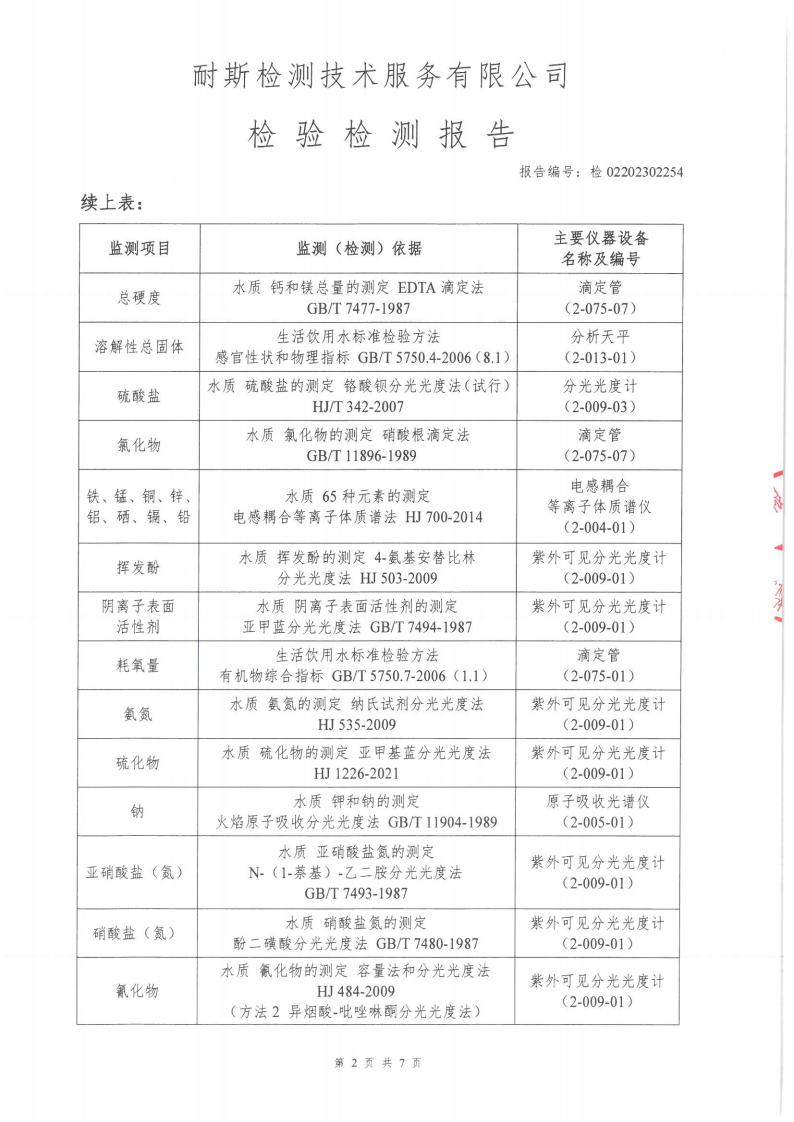 耐斯检测技术服务有限公司
检验检测报告
报告编号：检 02202302254
续上表：
监测项目
监测（检测）依据
主要仪器设备
名称及编号
总硬度
水质 钙和镁总量的测定 EDTA 滴定法
GB/T 7477-1987
滴定管
（2-075-07）
溶解性总固体
生活饮用水标准检验方法
感官性状和物理指标 GB/T 5750.4-2006（8.1）
分析天平
（2-013-01）
硫酸盐
水质 硫酸盐的测定 铬酸钡分光光度法（试行）
HJ/T 342-2007
分光光度计
（2-009-03）
氯化物
水质 氯化物的测定 硝酸根滴定法
GB/T 11896-1989
滴定管
（2-075-07）
铁、锰、铜、锌、
铝、硒、镉、铅
水质 65 种元素的测定
电感耦合等离子体质谱法 HJ 700-2014
电感耦合
等离子体质谱仪
（2-004-01）
挥发酚
水质 挥发酚的测定 4-氨基安替比林
分光光度法 HJ 503-2009
紫外可见分光光度计
（2-009-01）
阴离子表面
活性剂
水质 阴离子表面活性剂的测定
亚甲蓝分光光度法 GB/T 7494-1987
紫外可见分光光度计
（2-009-01）
耗氧量
生活饮用水标准检验方法
有机物综合指标 GB/T 5750.7-2006（1.1）
滴定管
（2-075-01）
氨氮
水质 氨氮的测定 纳氏试剂分光光度法
HJ 535-2009
紫外可见分光光度计
（2-009-01）
硫化物
水质 硫化物的测定 亚甲基蓝分光光度法
HJ 1226-2021
紫外可见分光光度计
（2-009-01）
钠
水质 钾和钠的测定
火焰原子吸收分光光度法 GB/T 11904-1989
原子吸收光谱仪
（2-005-01）
亚硝酸盐（氮）
水质 亚硝酸盐氮的测定
N-（1-萘基）-乙二胺分光光度法
GB/T 7493-1987
紫外可见分光光度计
（2-009-01）
硝酸盐（氮）
水质 硝酸盐氮的测定
酚二磺酸分光光度法 GB/T 7480-1987
紫外可见分光光度计
（2-009-01）
氰化物
水质 氰化物的测定 容量法和分光光度法
HJ 484-2009
（方法2 异烟酸-吡唑啉酮分光光度法）
紫外可见分光光度计
（2-009-01）
第 2 页 共 7 页